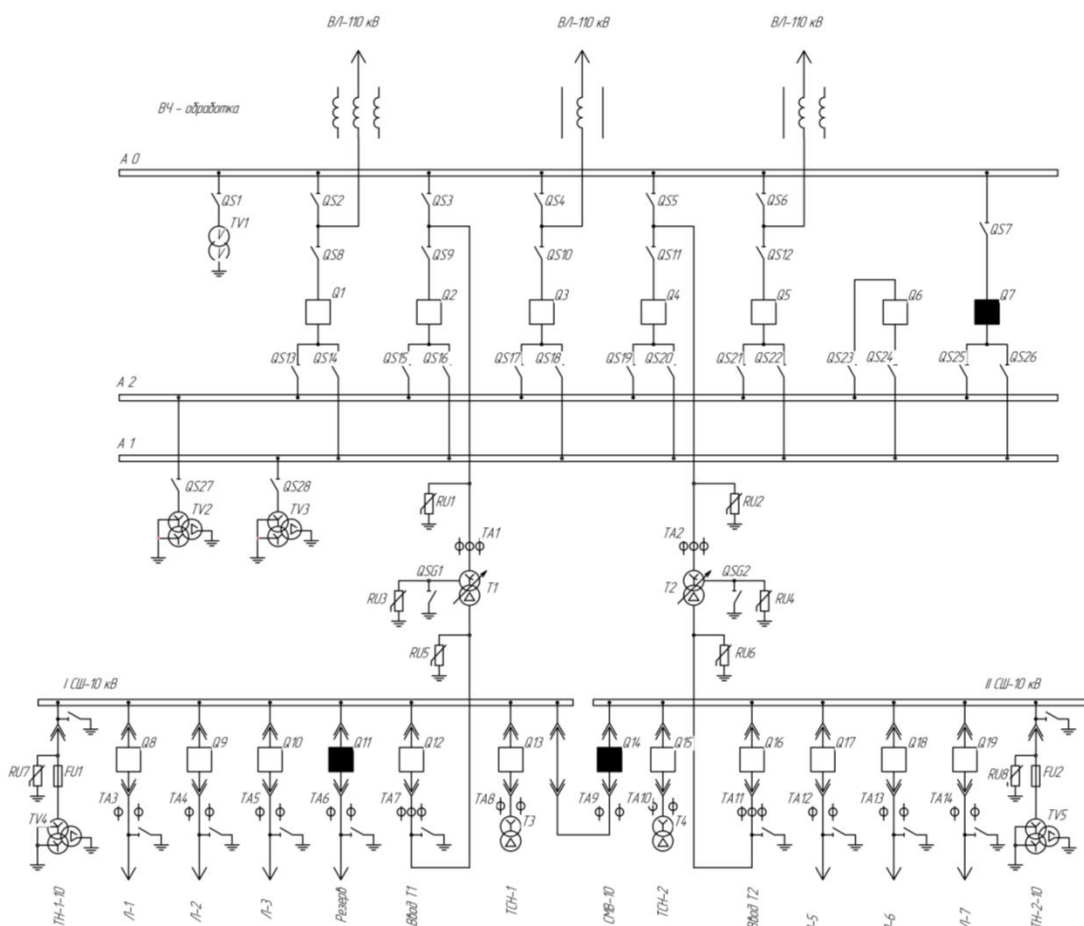 ВЛ-110 кВ ВЛ-110 кВ ВЛ-110 кВ
ВЧ - обработка
А 0
QS1 QS2 QS3 QS4 QS5 QS6
QS7
TV1
QS8 QS9 QS10 QS11 QS12
Q1 Q2 Q3 Q4 Q5 Q6 Q7
QS13 QS14 QS15 QS16 QS17 QS18 QS19 QS20 QS21 QS22 QS23 QS24 QS25 QS26
А 2
А 1
QS27 QS28
TV2 TV3
RU1 RU2
TA1 TA2
QSG1 QSG2
RU3 T1 T2 RU4
RU5 RU6
I СШ-10 кВ II СШ-10 кВ
Q8 Q9 Q10 Q11 Q12 Q13 Q14 Q15 Q16 Q17 Q18 Q19
RU7 FU1 RU8 FU2
TA3 TA4 TA5 TA6 TA7 TA8 TA9 TA10 TA11 TA12 TA13 TA14
TV4 T3 T4 TV5
ТН-1-10
Л-1
Л-2
Л-3
Резерв
Ввод Т1
ТСН-1
СМВ-10
ТСН-2
Ввод Т2
-5
-6
Л-7
ТН-2-10